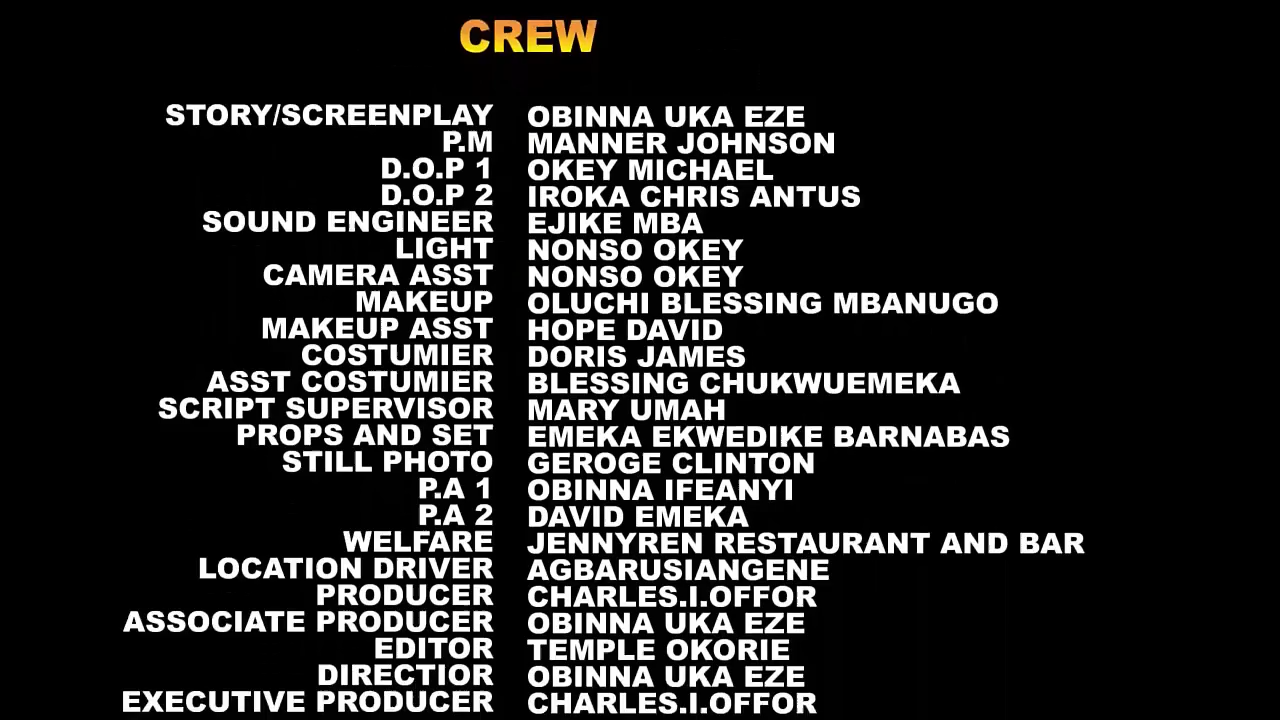 CREW
STORY/SCREENPLAY OBINNA UKA EZE
P.M MANNER JOHNSON
D.O.P 1 OKEY MICHAEL
D.O.P 2 IROKA CHRIS ANTUS
SOUND ENGINEER EJIKE MBA
LIGHT NONSO OKEY
CAMERA ASST NONSO OKEY
MAKEUP OLUCHI BLESSING MBANUGO
MAKEUP ASST HOPE DAVID
COSTUMIER DORIS JAMES
ASST COSTUMIER BLESSING CHUKWUEMEKA
SCRIPT SUPERVISOR MARY UMAH
PROPS AND SET EMEKA EKWEDIKE BARNABAS
STILL PHOTO GEROGE CLINTON
P.A 1 OBINNA IFEANYI
P.A 2 DAVID EMEKA
WELFARE JENNYREN RESTAURANT AND BAR
LOCATION DRIVER AGBARUSIANGENE
PRODUCER CHARLES.I.OFFOR
ASSOCIATE PRODUCER OBINNA UKA EZE
EDITOR TEMPLE OKORIE
DIRECTIOR OBINNA UKA EZE
EXECUTIVE PRODUCER CHARLES.I.OFFOR